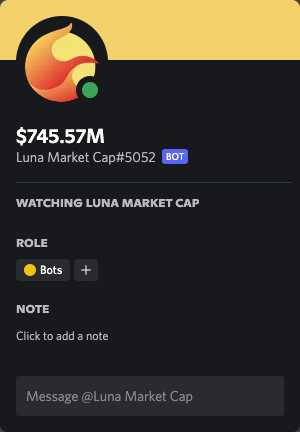 $745.57M
Luna Market Cap#5052 BOT
WATCHING LUNA MARKET CAP
ROLE
Bots +
NOTE
Click to add a note
Message @Luna Market Cap